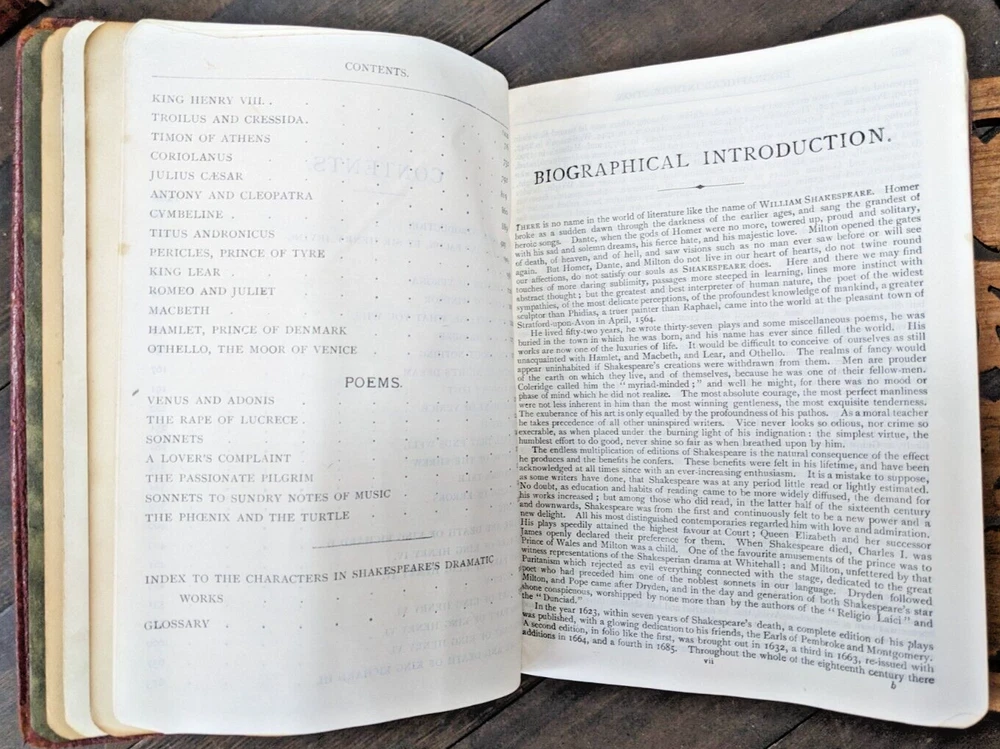 CONTENTS.
KING HENRY VIII.
TROILUS AND CRESSIDA.
TIMON OF ATHENS
CORIOLANUS
JULIUS CÆSAR
ANTONY AND CLEOPATRA
CYMBELINE
TITUS ANDRONICUS
PERICLES, PRINCE OF TYRE
KING LEAR
ROMEO AND JULIET
MACBETH
HAMLET, PRINCE OF DENMARK
OTHELLO, THE MOOR OF VENICE
POEMS.
VENUS AND ADONIS
THE RAPE OF LUCRECE
SONNETS
A LOVER'S COMPLAINT
THE PASSIONATE PILGRIM
SONNETS TO SUNDRY NOTES OF MUSIC
THE PHŒNIX AND THE TURTLE
INDEX TO THE CHARACTERS IN SHAKESPEARE'S DRAMATIC
WORKS
GLOSSARY
BIOGRAPHICAL INTRODUCTION.
THERE is no name in the world of literature like the name of WILLIAM SHAKESPEARE. Homer
broke as a sudden dawn through the darkness of the earlier ages, and sang the grandest of
heroic songs. Dante, when the gods of Homer were no more, towered up, proud and solitary,
with his sad and solemn dreams, his fierce hate, and his majestic love. Milton opened the gates
of death, of heaven, and of hell, and saw visions such as no man ever saw before or will see
again. But Homer, Dante, and Milton do not live in our heart of hearts, do not twine round
our affections, do not satisfy our souls as SHAKESPEARE does. Here and there we may find
touches of more daring sublimity, passages more steeped in learning, lines more instinct with
abstract thought; but the greatest and best interpreter of human nature, the poet of the widest
sympathies, of the most delicate perceptions, of the profoundest knowledge of mankind, a greater
sculptor than Phidias, a truer painter than Raphael, came into the world at the pleasant town of
Stratford-upon-Avon in April, 1564.
He lived fifty-two years, he wrote thirty-seven plays and some miscellaneous poems, he was
buried in the town in which he was born, and his name has ever since filled the world. His
works are now one of the luxuries of life. It would be difficult to conceive of ourselves as still
unacquainted with Hamlet, and Macbeth, and Lear, and Othello. The realms of fancy would
appear uninhabited if Shakespeare's creations were withdrawn from them. Men are prouder
of the earth on which they live, and of themselves, because he was one of their fellow-men.
Coleridge called him the "myriad-minded;" and well he might, for there was no mood or
phase of mind which he did not realize. The most absolute courage, the most perfect manliness
were not less inherent in him than the most winning gentleness, the most exquisite tenderness.
The exuberance of his art is only equalled by the profoundness of his pathos. As a moral teacher
he takes precedence of all other uninspired writers. Vice never looks so odious, nor crime so
execrable, as when placed under the burning light of his indignation: the simplest virtue, the
humblest effort to do good, never shine so fair as when breathed upon by him.
The endless multiplication of editions of Shakespeare is the natural consequence of the effect
he produces and the benefits he confers. These benefits were felt in his lifetime, and have been
acknowledged at all times since with an ever-increasing enthusiasm. It is a mistake to suppose,
as some writers have done, that Shakespeare was at any period little read or lightly estimated.
No doubt, as education and habits of reading came to be more widely diffused, the demand for
his works increased; but among those who did read, in the latter half of the sixteenth century
and downwards, Shakespeare was from the first and continuously felt to be a new power and a
new delight. All his most distinguished contemporaries regarded him with love and admiration.
His plays speedily attained the highest favour at Court; Queen Elizabeth and her successor
James openly declared their preference for them. When Shakespeare died, Charles I. was
Prince of Wales and Milton was a child. One of the favourite amusements of the prince was to
witness representations of the Shakesperian drama at Whitehall; and Milton, unfettered by that
Puritanism which rejected as evil everything connected with the stage, dedicated to the great
poet who had preceded him one of the noblest sonnets in our language. Dryden followed
Milton, and Pope came after Dryden, and in the day and generation of both Shakespeare's star
shone conspicuous, worshipped by none more than by the authors of the "Religio Laici" and
the "Dunciad."
In the year 1623, within seven years of Shakespeare's death, a complete edition of his plays
was published, with a glowing dedication to his friends, the Earls of Pembroke and Montgomery.
A second edition, in folio like the first, was brought out in 1632, a third in 1663, re-issued with
additions in 1664, and a fourth in 1685. Throughout the whole of the eighteenth century there
vii
b